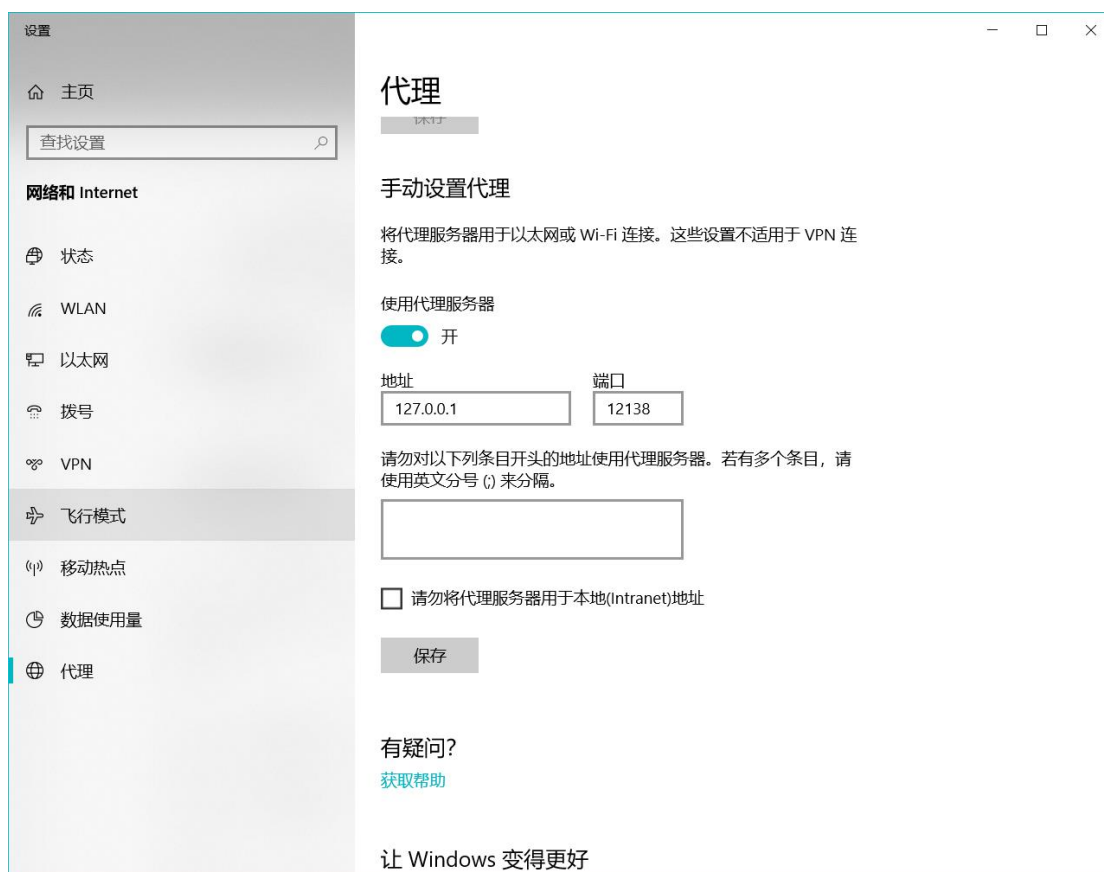 设置
主页
查找设置
网络和 Internet
状态
WLAN
以太网
拨号
VPN
飞行模式
移动热点
数据使用量
代理
代理
保存
手动设置代理
将代理服务器用于以太网或 Wi-Fi 连接。这些设置不适用于 VPN 连
接。
使用代理服务器
开
地址 端口
127.0.0.1 12138
请勿对以下列条目开头的地址使用代理服务器。若有多个条目，请
使用英文分号 (;) 来分隔。
请勿将代理服务器用于本地(Intranet)地址
保存
有疑问?
获取帮助
让 Windows 变得更好